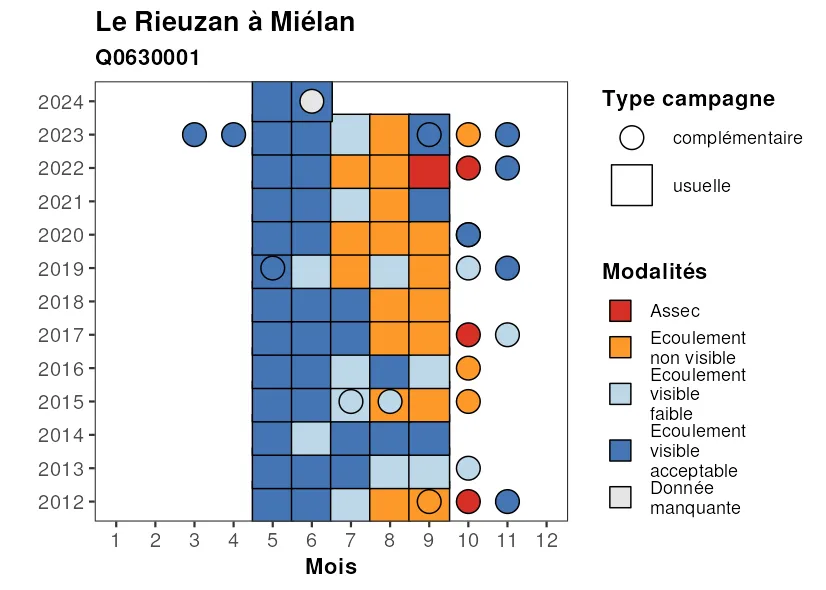 Le Rieuzan à Miélan
Q0630001
2024
2023
2022
2021
2020
2019
2018
2017
2016
2015
2014
2013
2012
1 2 3 4 5 6 7 8 9 10 11 12
Mois
Type campagne
complémentaire
usuelle
Modalités
Assec
Ecoulement
non visible
Ecoulement
visible
faible
Ecoulement
visible
acceptable
Donnée
manquante